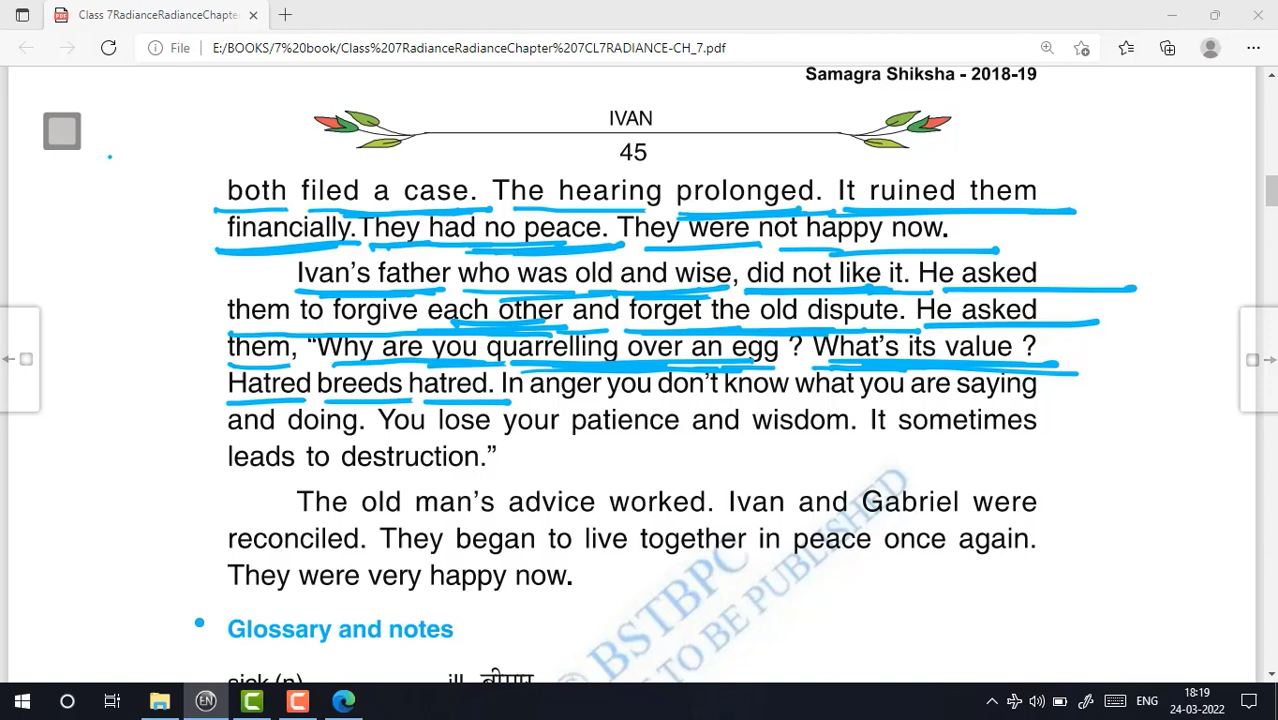 Class 7RadianceRadianceChapter
File E:/BOOKS/7%20book/Class%207RadianceRadianceChapter%207CL7RADIANCE-CH_7.pdf
Samagra Shiksha - 2018-19
IVAN
45
both filed a case. The hearing prolonged. It ruined them
financially.They had no peace. They were not happy now.
Ivan's father who was old and wise, did not like it. He asked
them to forgive each other and forget the old dispute. He asked
them, “Why are you quarrelling over an egg ? What's its value ?
Hatred breeds hatred. In anger you don't know what you are saying
and doing. You lose your patience and wisdom. It sometimes
leads to destruction.”
The old man's advice worked. Ivan and Gabriel were
reconciled. They began to live together in peace once again.
They were very happy now.
© BSTBPC
TO BE PUBLISHED
• Glossary and notes
sick (n) ill बीमार
EN
ENG
18:19
24-03-2022